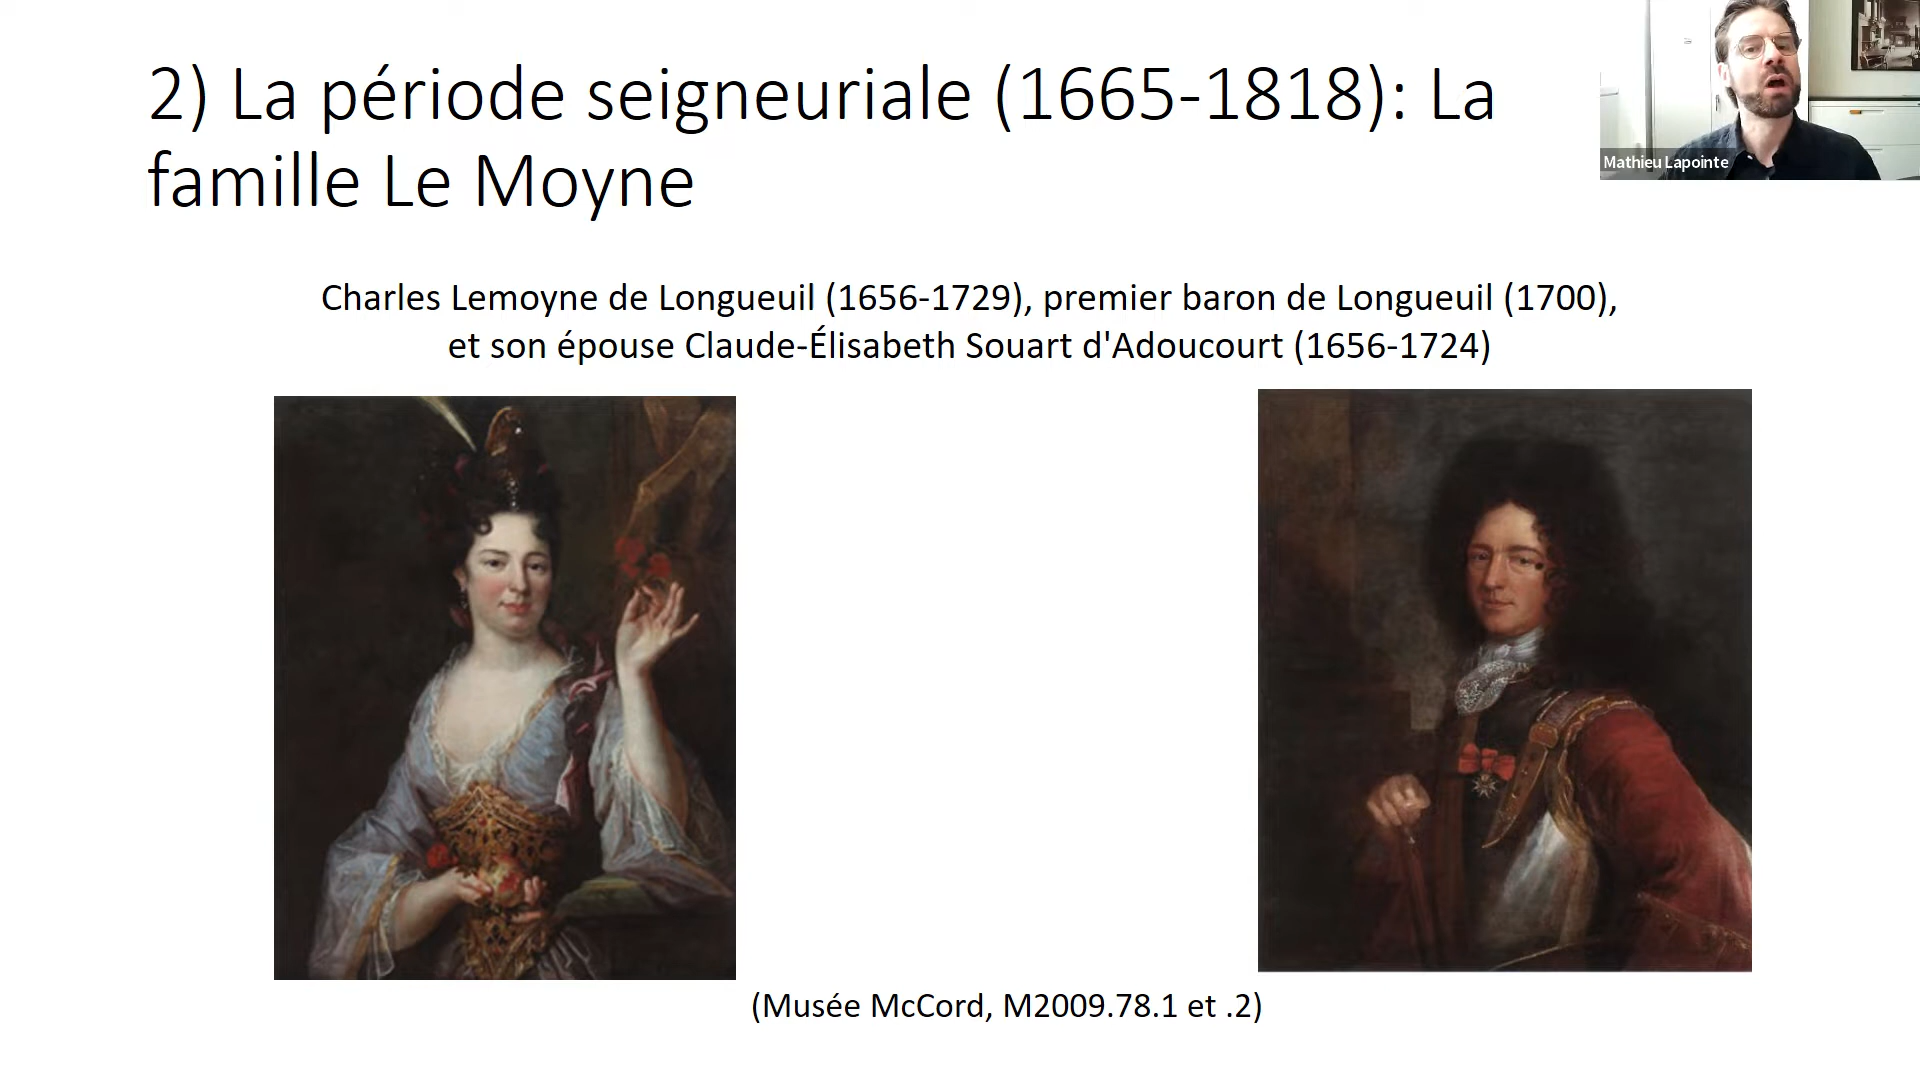 2) La période seigneuriale (1665-1818): La
famille Le Moyne
Mathieu Lapointe
Charles Lemoyne de Longueuil (1656-1729), premier baron de Longueuil (1700),
et son épouse Claude-Élisabeth Souart d'Adoucourt (1656-1724)
(Musée McCord, M2009.78.1 et .2)